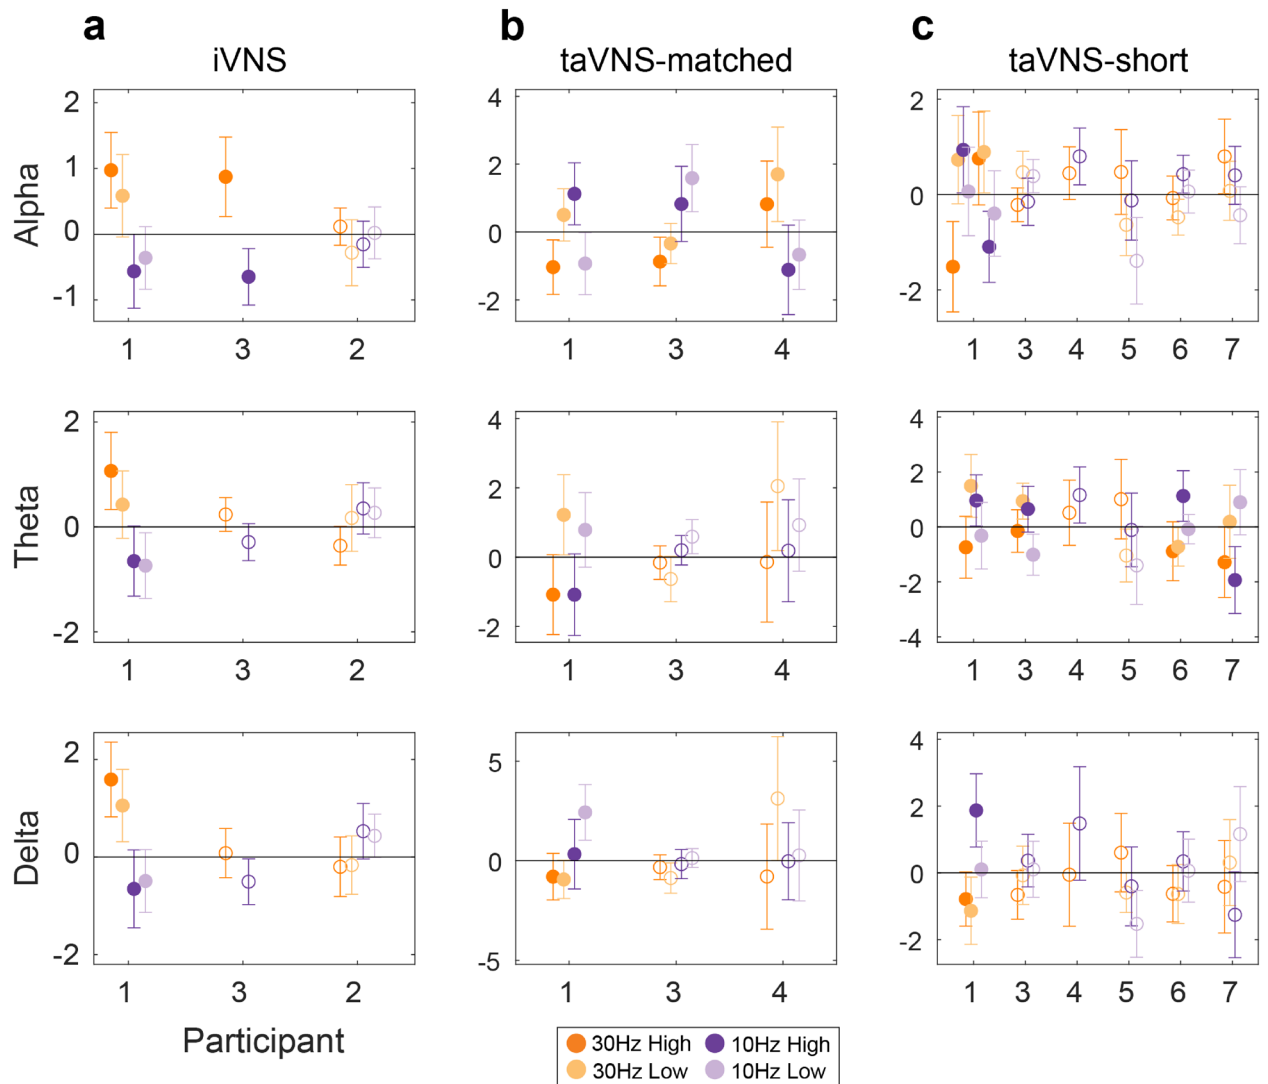 a b c
iVNS taVNS-matched taVNS-short
Alpha
2
1
0
-1
1 3 2
4
2
0
-2
1 3 4
2
0
-2
1 3 4 5 6 7
Theta
2
0
-2
1 3 2
4
2
0
-2
1 3 4
4
2
0
-2
-4
1 3 4 5 6 7
Delta
2
0
-2
1 3 2
5
0
-5
1 3 4
4
2
0
-2
1 3 4 5 6 7
Participant
30Hz High 10Hz High
30Hz Low 10Hz Low